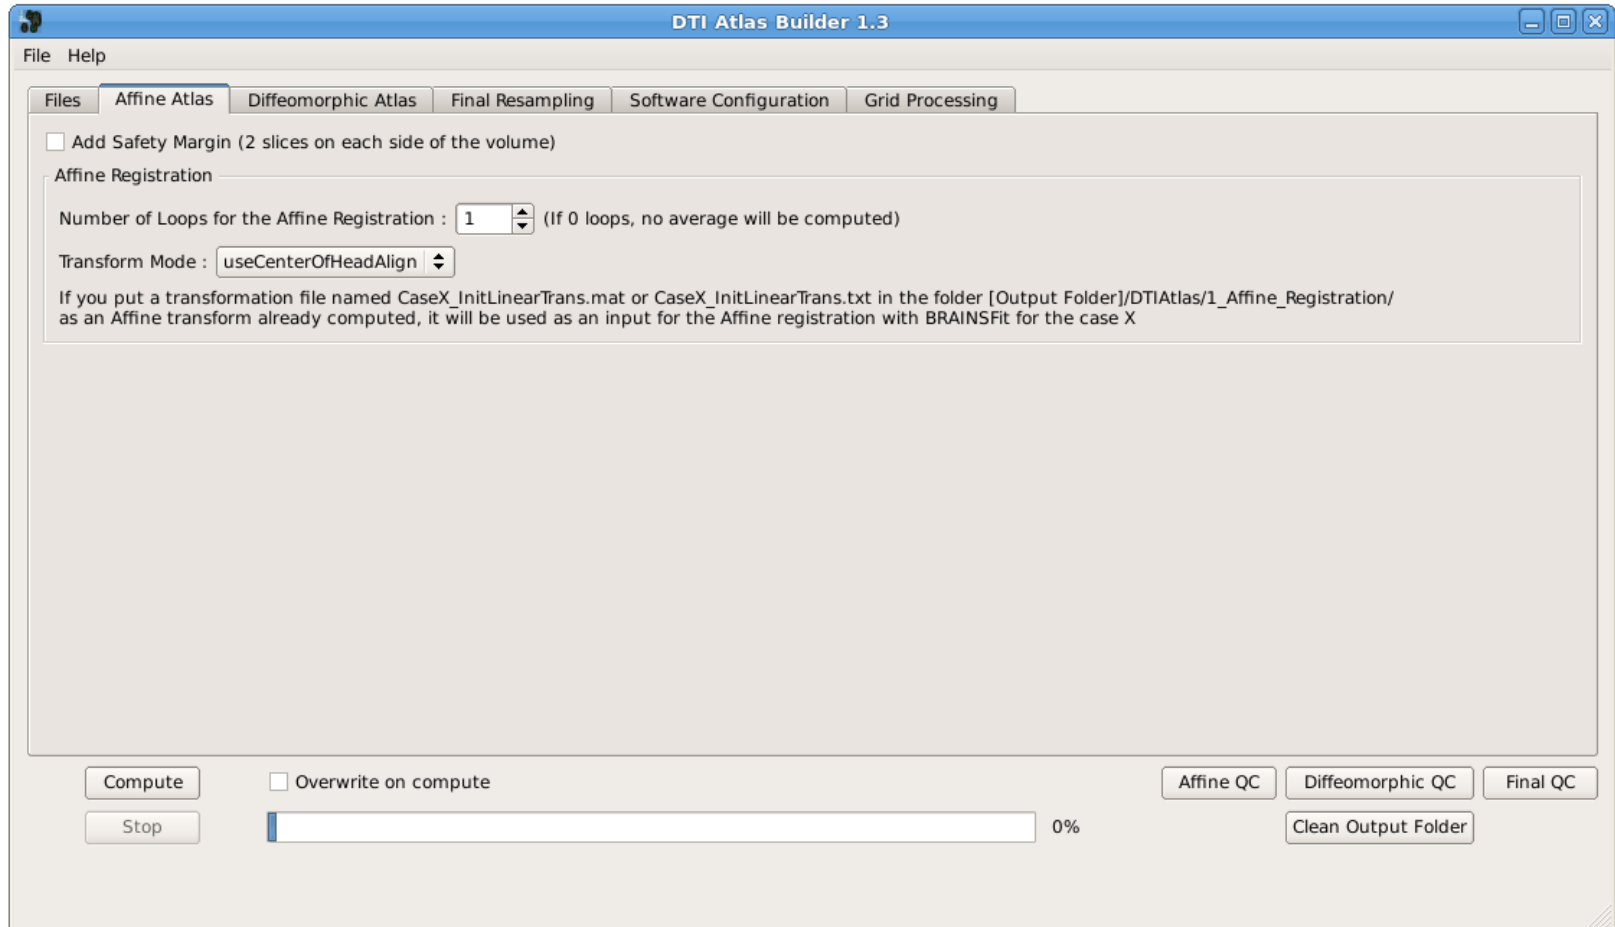 DTI Atlas Builder 1.3
File Help
Files Affine Atlas Diffeomorphic Atlas Final Resampling Software Configuration Grid Processing
Add Safety Margin (2 slices on each side of the volume)
Affine Registration
Number of Loops for the Affine Registration : 1 (If 0 loops, no average will be computed)
Transform Mode : useCenterOfHeadAlign
If you put a transformation file named CaseX_InitLinearTrans.mat or CaseX_InitLinearTrans.txt in the folder [Output Folder]/DTIAtlas/1_Affine_Registration/
as an Affine transform already computed, it will be used as an input for the Affine registration with BRAINSFit for the case X
Compute Overwrite on compute Affine QC Diffeomorphic QC Final QC
Stop 0% Clean Output Folder